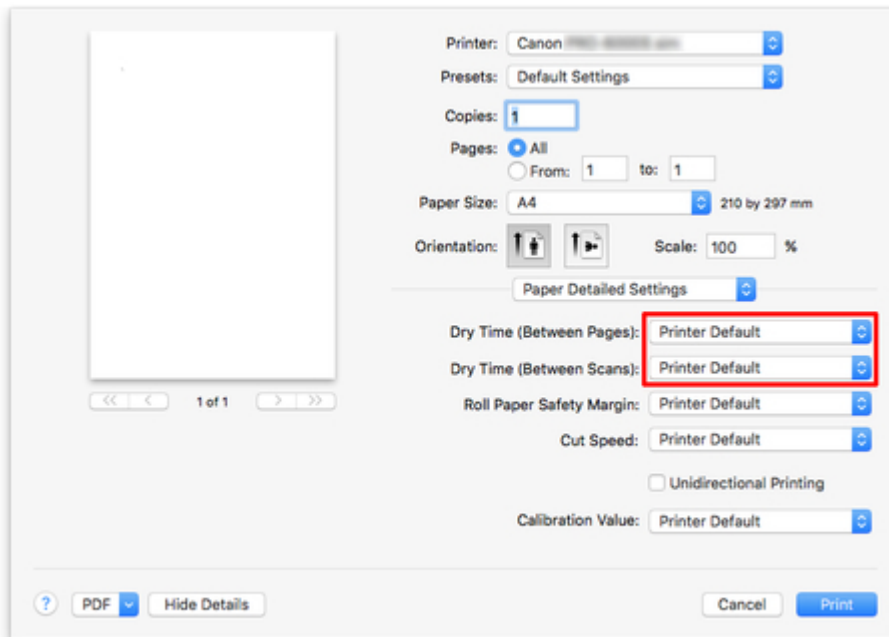 Printer: Canon
Presets: Default Settings
Copies: 1
Pages: All
From: 1 to: 1
Paper Size: A4 210 by 297 mm
Orientation: Scale: 100 %
Paper Detailed Settings
Dry Time (Between Pages): Printer Default
Dry Time (Between Scans): Printer Default
<< < 1 of 1 > >>
Roll Paper Safety Margin: Printer Default
Cut Speed: Printer Default
Unidirectional Printing
Calibration Value: Printer Default
? PDF Hide Details Cancel Print